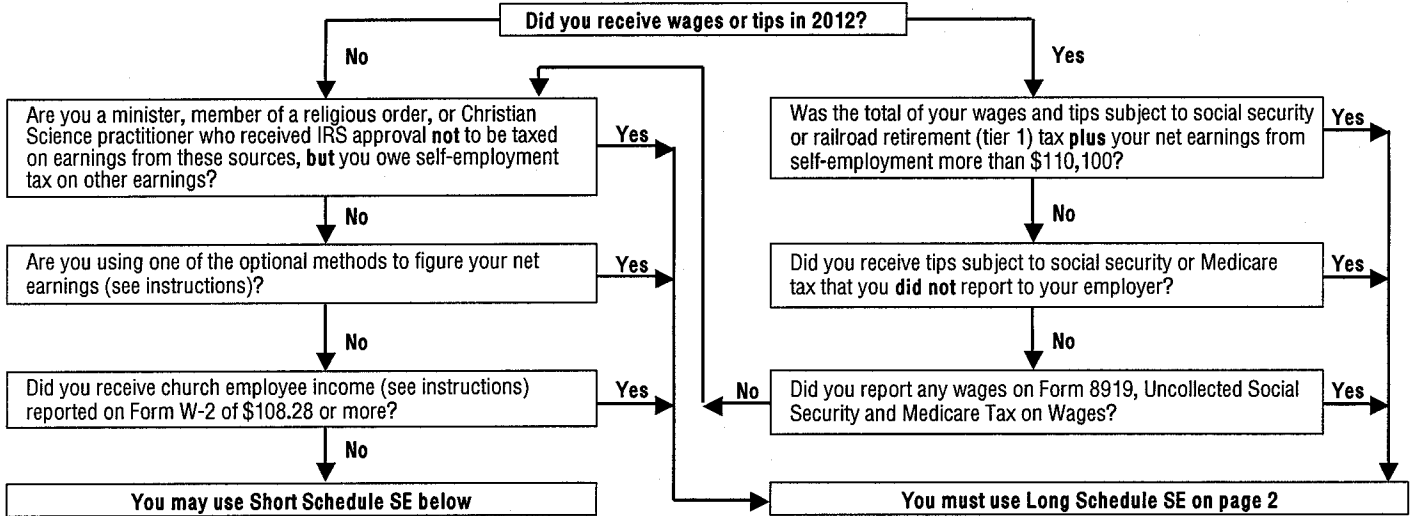 Did you receive wages or tips in 2012?
No
Yes
Are you a minister, member of a religious order, or Christian
Science practitioner who received IRS approval not to be taxed
on earnings from these sources, but you owe self-employment
tax on other earnings?
Yes
Was the total of your wages and tips subject to social security
or railroad retirement (tier 1) tax plus your net earnings from
self-employment more than $110,100?
Yes
No
No
Are you using one of the optional methods to figure your net
earnings (see instructions)?
Yes
Did you receive tips subject to social security or Medicare
tax that you did not report to your employer?
Yes
No
No
Did you receive church employee income (see instructions)
reported on Form W-2 of $108.28 or more?
Yes
No
Did you report any wages on Form 8919, Uncollected Social
Security and Medicare Tax on Wages?
Yes
No
You may use Short Schedule SE below
You must use Long Schedule SE on page 2